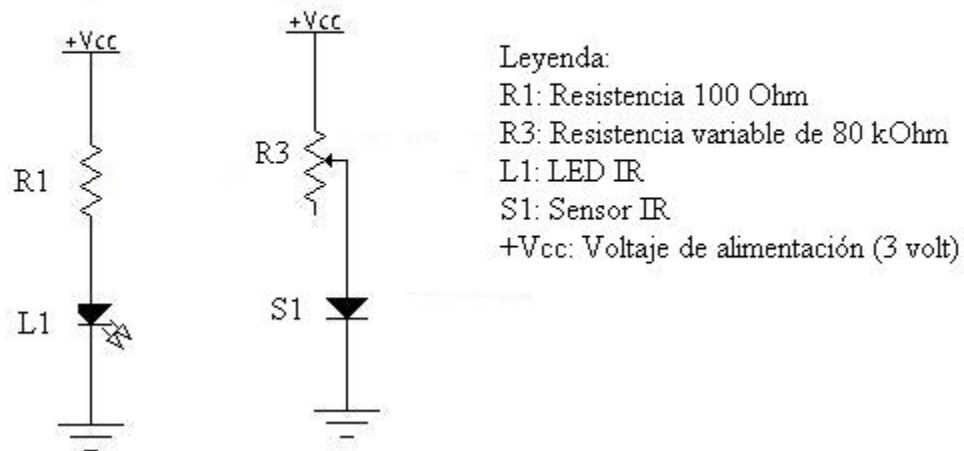 +Vcc
+Vcc
R1
R3
L1
S1
Leyenda:
R1: Resistencia 100 Ohm
R3: Resistencia variable de 80 kOhm
L1: LED IR
S1: Sensor IR
+Vcc: Voltaje de alimentación (3 volt)